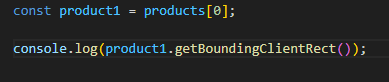 const product1 = products[0];
console.log(product1.getBoundingClientRect());